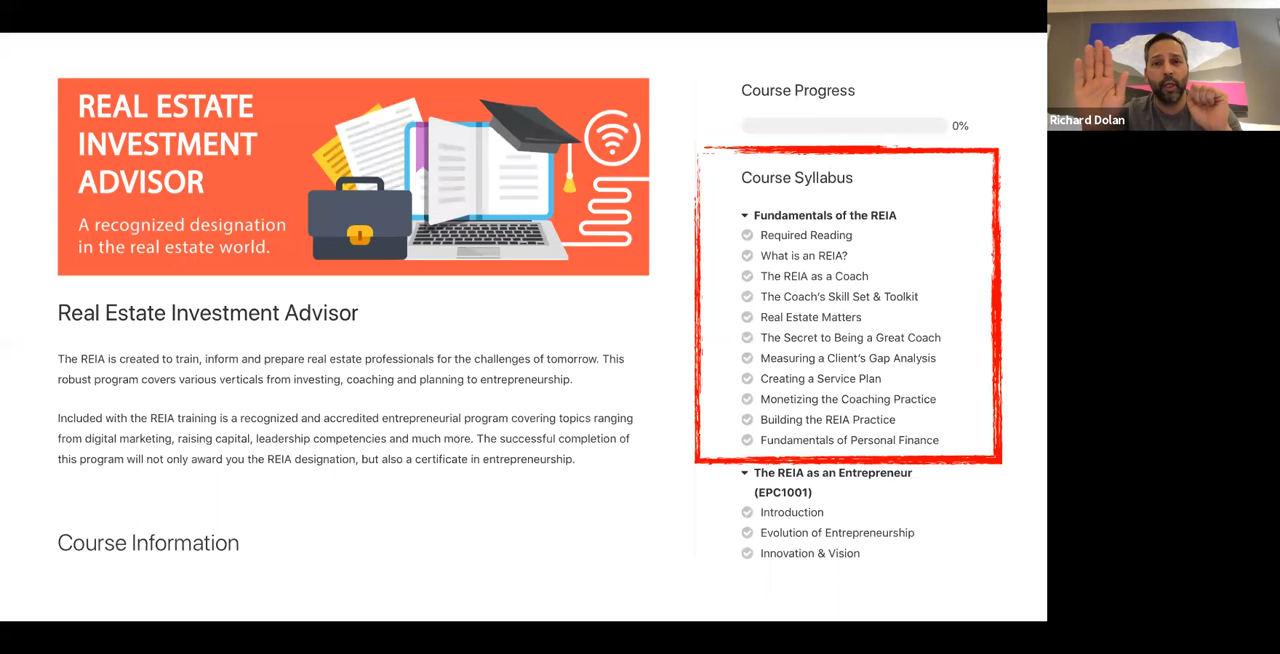 REAL ESTATE
INVESTMENT
ADVISOR
A recognized designation
in the real estate world.
Real Estate Investment Advisor
The REIA is created to train, inform and prepare real estate professionals for the challenges of tomorrow. This
robust program covers various verticals from investing, coaching and planning to entrepreneurship.
Included with the REIA training is a recognized and accredited entrepreneurial program covering topics ranging
from digital marketing, raising capital, leadership competencies and much more. The successful completion of
this program will not only award you the REIA designation, but also a certificate in entrepreneurship.
Course Information
Course Progress
0%
Course Syllabus
Fundamentals of the REIA
Required Reading
What is an REIA?
The REIA as a Coach
The Coach's Skill Set & Toolkit
Real Estate Matters
The Secret to Being a Great Coach
Measuring a Client's Gap Analysis
Creating a Service Plan
Monetizing the Coaching Practice
Building the REIA Practice
Fundamentals of Personal Finance
The REIA as an Entrepreneur
(EPC1001)
Introduction
Evolution of Entrepreneurship
Innovation & Vision
Richard Dolan